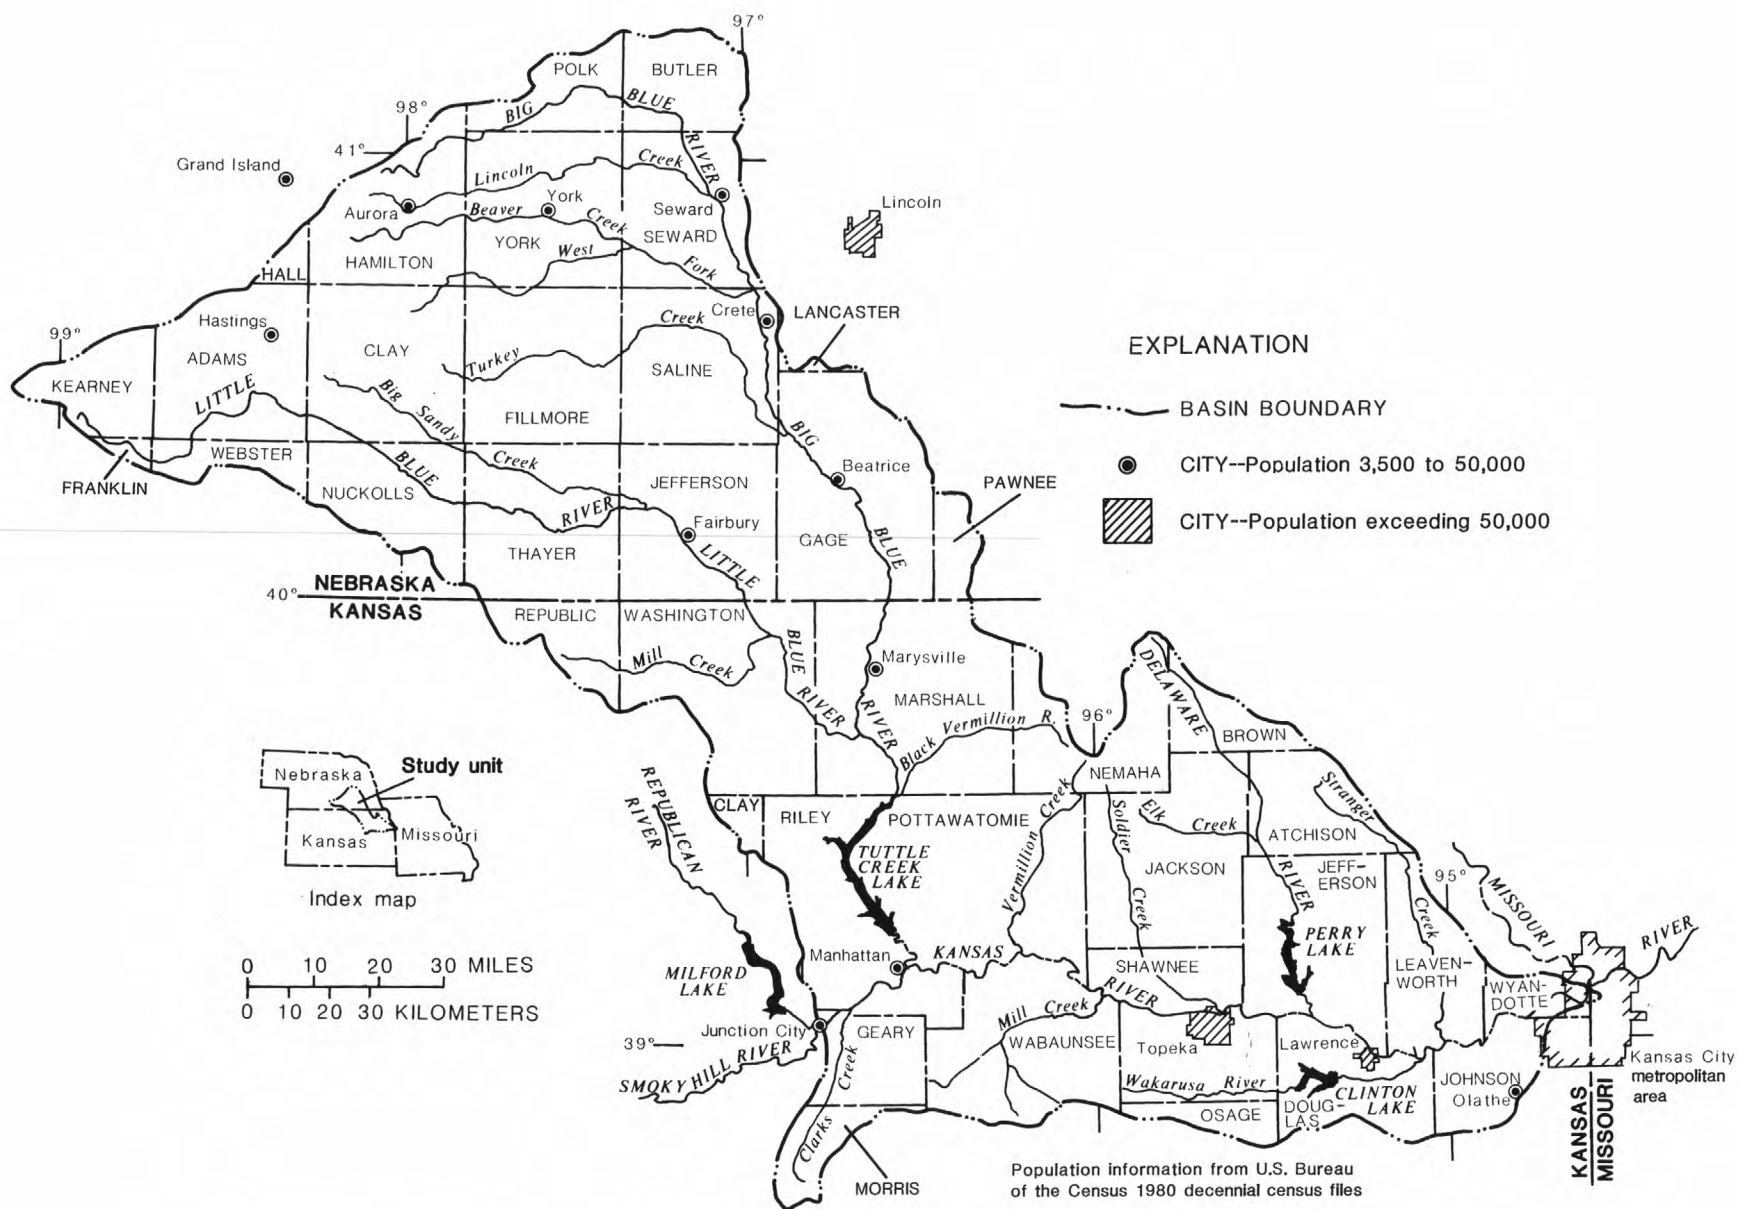 97°
POLK
BUTLER
98°
BIG
BLUE
RIVER
41°
Grand Island
Lincoln
Creek
Aurora
Beaver
York
Creek
Seward
Lincoln
HAMILTON
YORK
West
SEWARD
Fork
HALL
99°
Hastings
Crete
LANCASTER
ADAMS
CLAY
Turkey
Creek
SALINE
KEARNEY
LITTLE
Big
Sandy
FILLMORE
BIG
WEBSTER
BLUE
Creek
Beatrice
FRANKLIN
NUCKOLLS
RIVER
JEFFERSON
PAWNEE
Fairbury
THAYER
LITTLE
GAGE
BLUE
NEBRASKA
40°
KANSAS
REPUBLIC
WASHINGTON
EXPLANATION
BASIN BOUNDARY
CITY--Population 3,500 to 50,000
CITY--Population exceeding 50,000
Mill
Creek
BLUE
RIVER
Marysville
MARSHALL
RIVER
Black
Vermillion
R.
96°
DELAWARE
BROWN
NEMAHA
Study unit
Nebraska
Kansas
Missouri
Index map
REPUBLICAN
RIVER
CLAY
RILEY
POTTAWATOMIE
Vermillion
Creek
Soldier
Creek
Elk
Creek
ATCHISON
Stranger
Creek
TUTTLE
CREEK
LAKE
JACKSON
RIVER
JEFF-
ERSON
95°
MISSOURI
RIVER
0 10 20 30 MILES
0 10 20 30 KILOMETERS
MILFORD
LAKE
Manhattan
KANSAS
RIVER
SHAWNEE
PERRY
LAKE
LEAVEN-
WORTH
WYAN-
DOTTE
Junction City
GEARY
Mill
Creek
WABAUNSEE
Topeka
Lawrence
39°
SMOKY HILL RIVER
Creek
Clarks
Wakarusa
River
CLINTON
LAKE
JOHNSON
Olathe
Kansas City
metropolitan
area
OSAGE
DOUG-
LAS
KANSAS
MISSOURI
MORRIS
Population information from U.S. Bureau
of the Census 1980 decennial census files